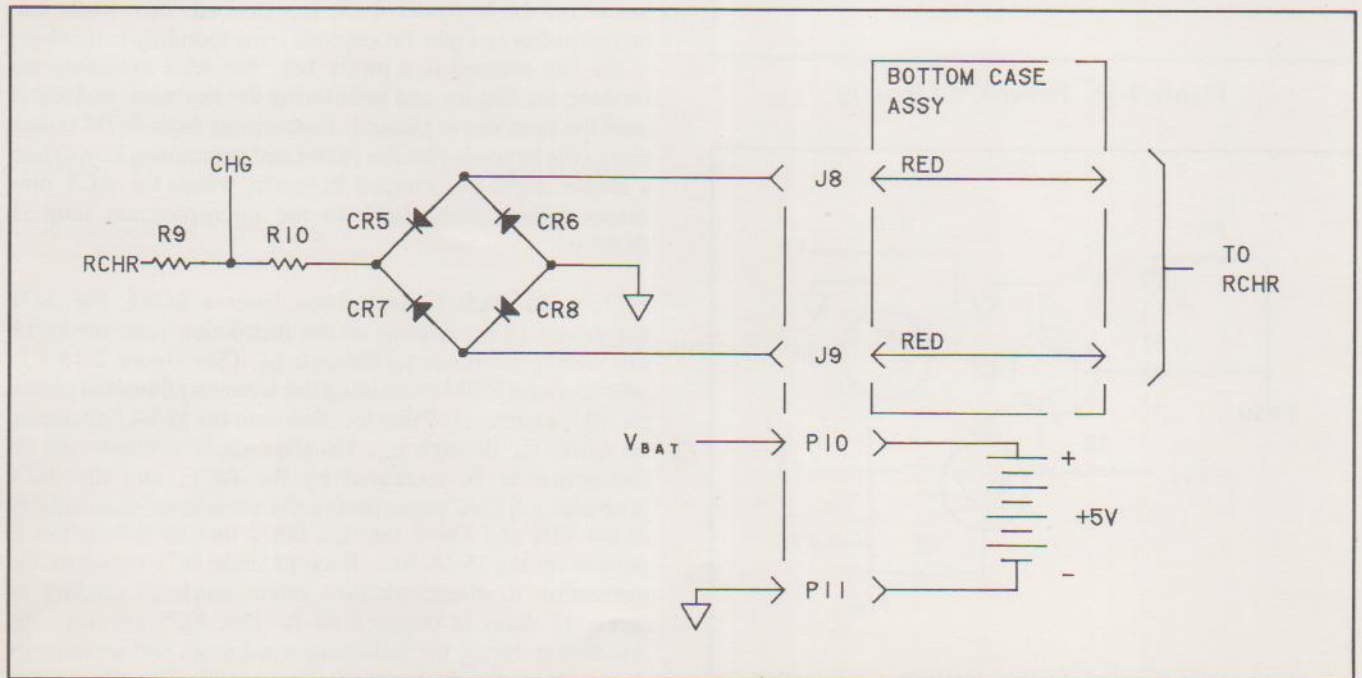 BOTTOM CASE
ASSY
CHG
J8
RED
CR5
CR6
R9
R10
RCHR
TO
RCHR
CR7
CR8
J9
RED
VBAT
P10
+
+5V
-
P11